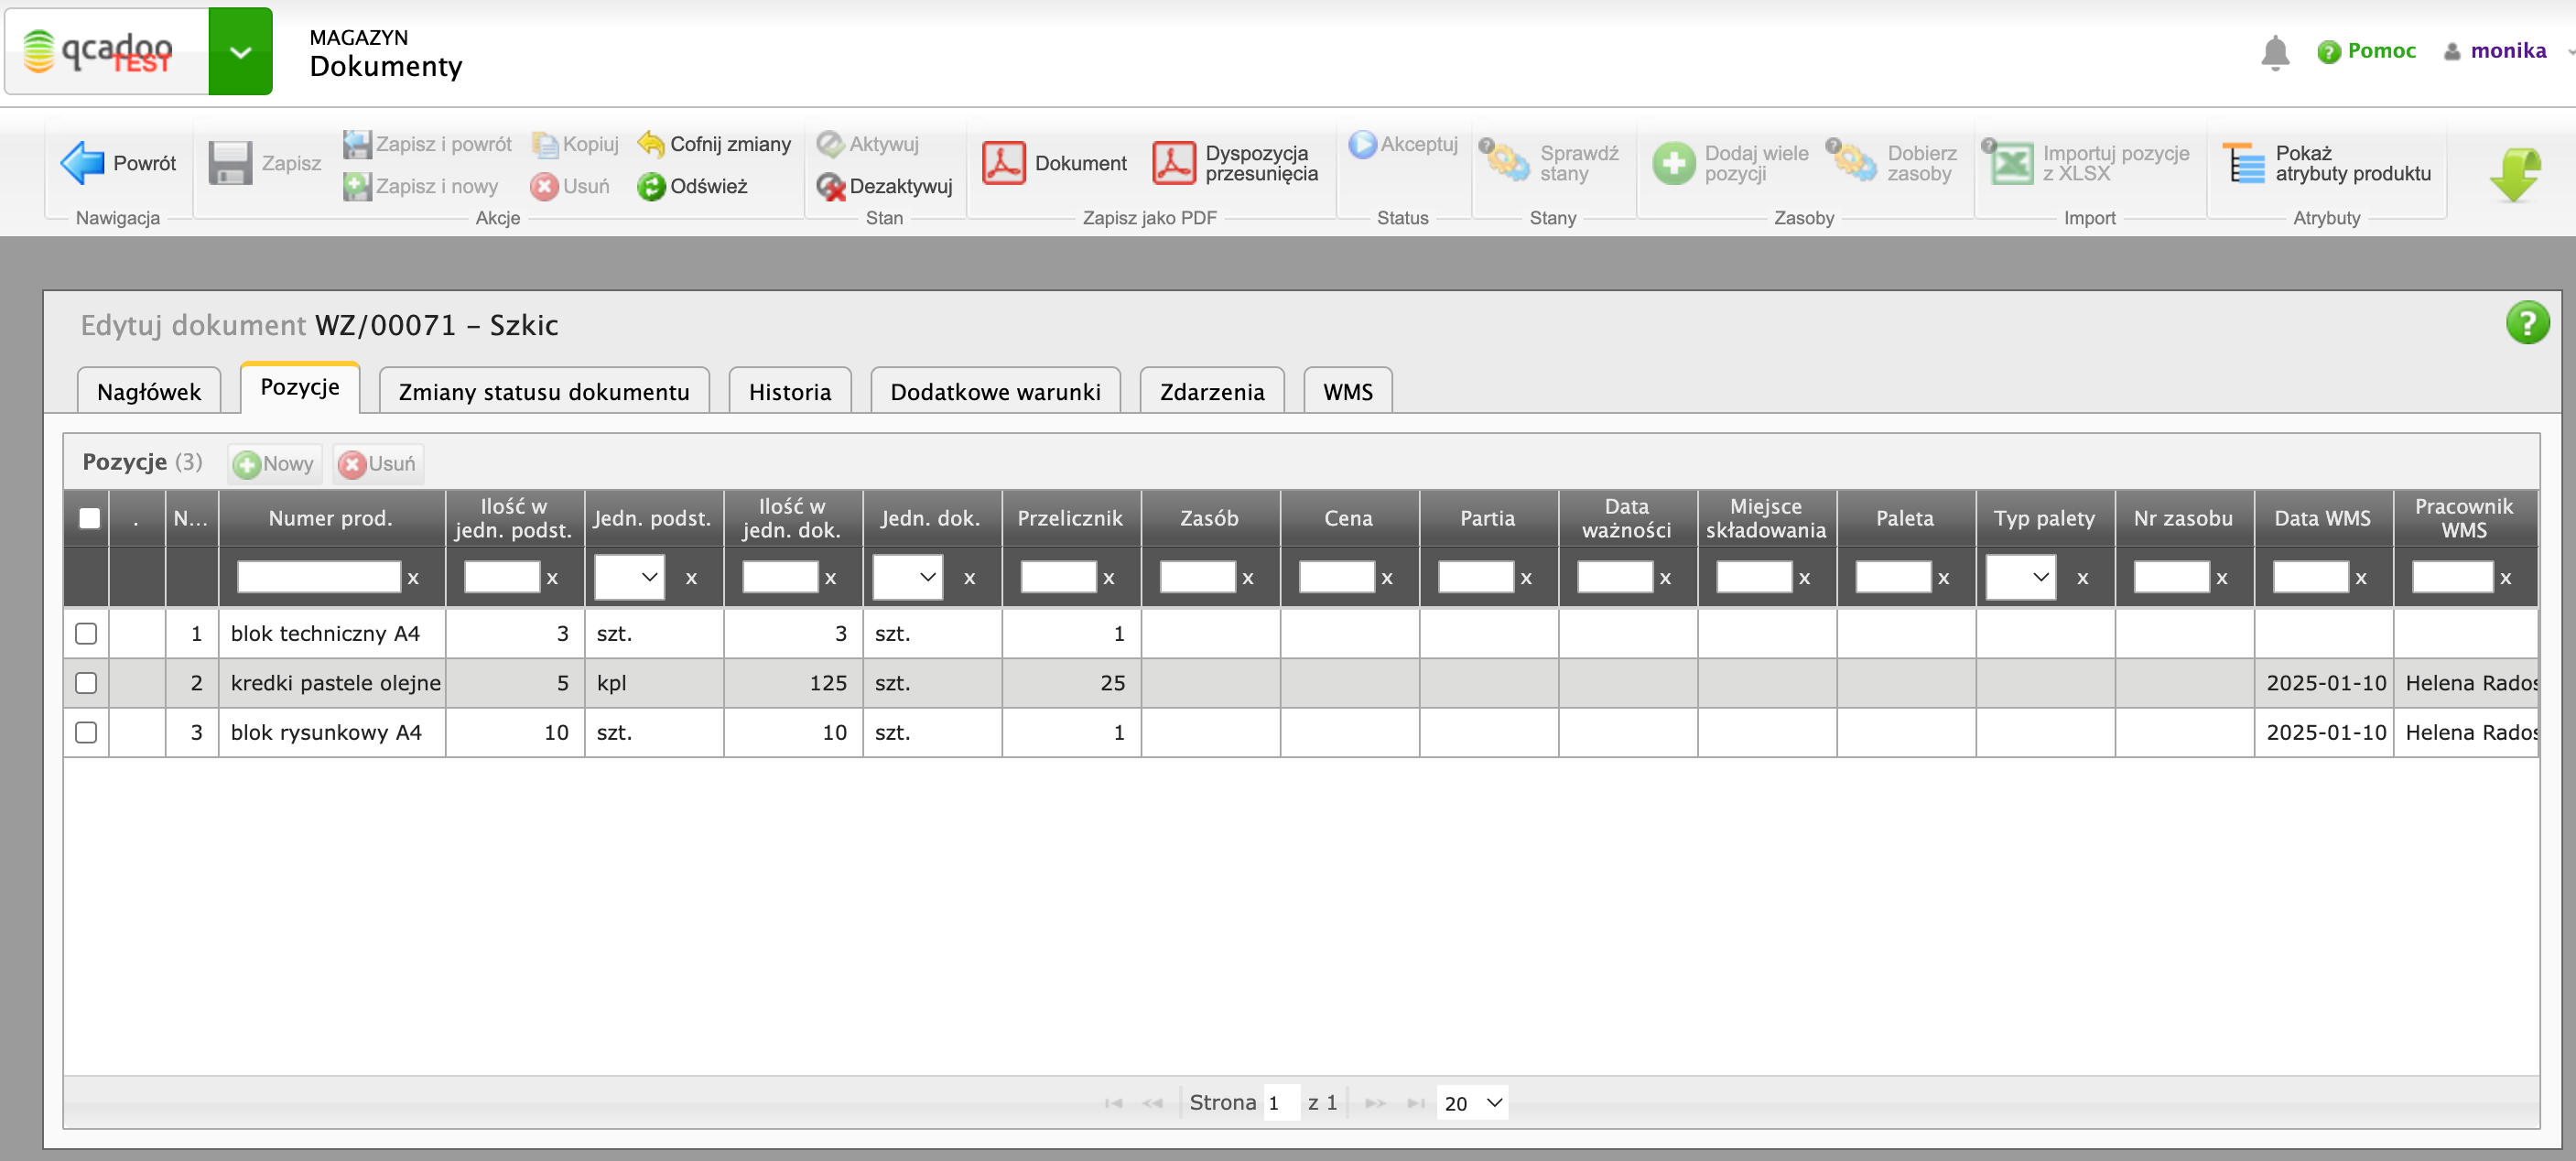 qcadoo
TEST
MAGAZYN
Dokumenty
Pomoc
monika
Powrót
Nawigacja
Zapisz
Zapisz i powrót
Kopiuj
Cofnij zmiany
Zapisz i nowy
Usuń
Odśwież
Akcje
Aktywuj
Dezaktywuj
Stan
Dokument
Dyspozycja
przesunięcia
Zapisz jako PDF
Akceptuj
Status
Sprawdź
stany
Stany
Dodaj wiele
pozycji
Dobierz
zasoby
Zasoby
Importuj pozycje
z XLSX
Import
Pokaż
atrybuty produktu
Atrybuty
Edytuj dokument WZ/00071 - Szkic
Nagłówek Pozycje Zmiany statusu dokumentu Historia Dodatkowe warunki Zdarzenia WMS
Pozycje (3) Nowy Usuń
. N... Numer prod. Ilość w jedn. podst. Jedn. podst. Ilość w jedn. dok. Jedn. dok. Przelicznik Zasób Cena Partia Data ważności Miejsce składowania Paleta Typ palety Nr zasobu Data WMS Pracownik WMS
x x x x x x x x x x x x x x x x
1 blok techniczny A4 3 szt. 3 szt. 1
2 kredki pastele olejne 5 kpl 125 szt. 25 2025-01-10 Helena Rados
3 blok rysunkowy A4 10 szt. 10 szt. 1 2025-01-10 Helena Rados
Strona 1 z 1 20